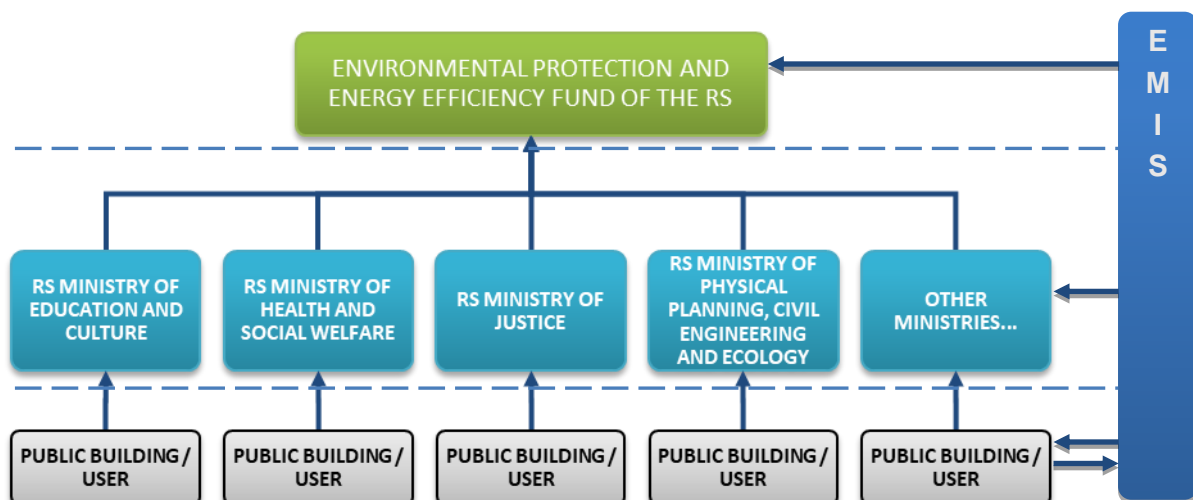 ENVIRONMENTAL PROTECTION AND
ENERGY EFFICIENCY FUND OF THE RS
E
M
I
S
RS MINISTRY OF
EDUCATION AND
CULTURE
RS MINISTRY OF
HEALTH AND
SOCIAL WELFARE
RS MINISTRY OF
JUSTICE
RS MINISTRY OF
PHYSICAL
PLANNING, CIVIL
ENGINEERING
AND ECOLOGY
OTHER
MINISTRIES...
PUBLIC BUILDING /
USER
PUBLIC BUILDING /
USER
PUBLIC BUILDING /
USER
PUBLIC BUILDING /
USER
PUBLIC BUILDING /
USER